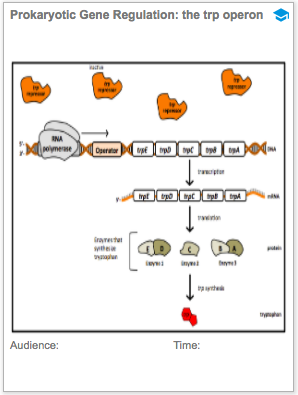 Prokaryotic Gene Regulation: the trp operon
Inactive
trp repressor
trp repressor
trp repressor
trp repressor
RNA polymerase
Operator
trpE trpD trpC trpB trpA
DNA
transcription
trpE trpD trpC trpB trpA
mRNA
translation
Enzymes that synthesize tryptophan
E D C B A
protein
Enzyme 1 Enzyme 2 Enzyme 3
trp synthesis
tryptophan
Audience: Time: